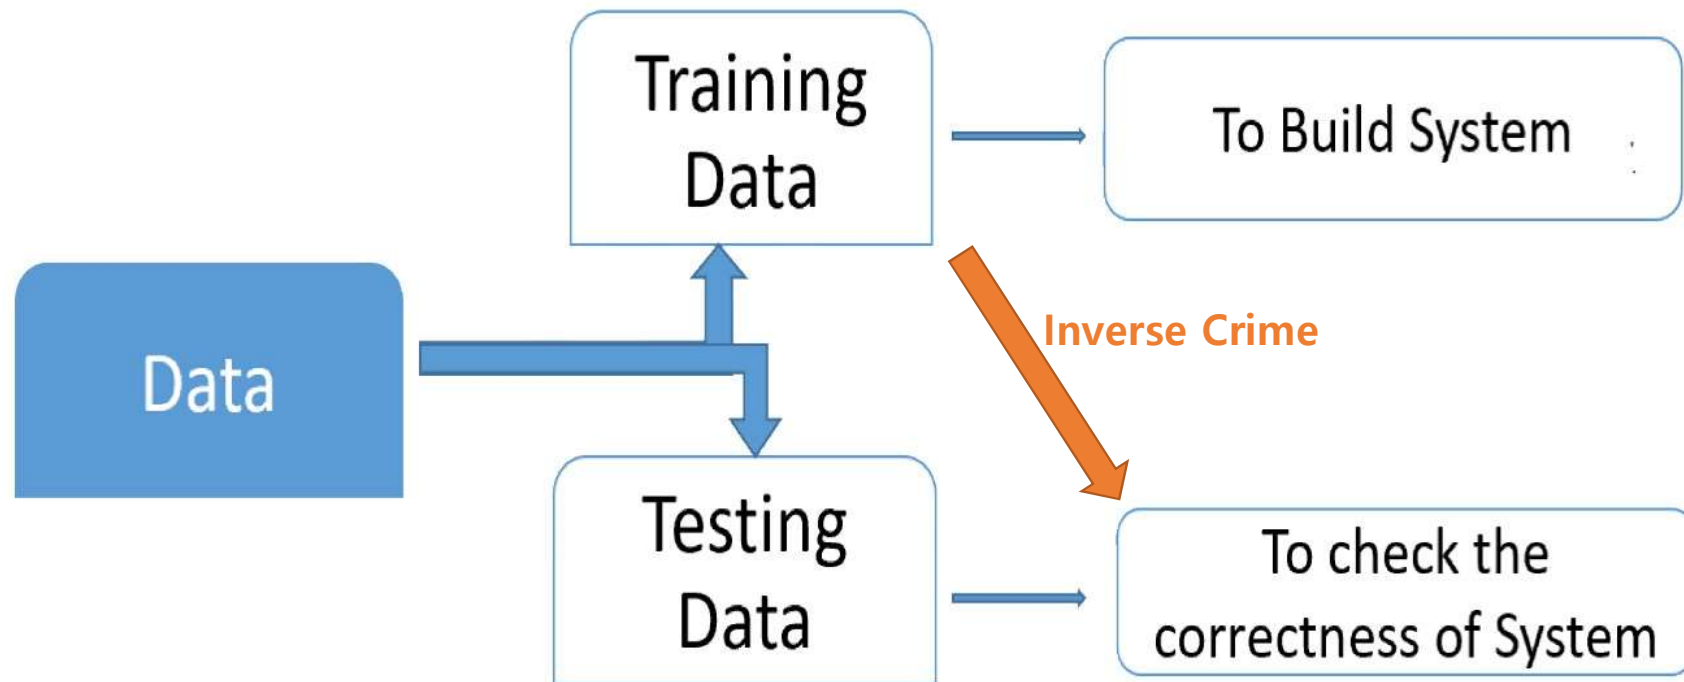 Training
Data
To Build System
Data
Inverse Crime
Testing
Data
To check the
correctness of System